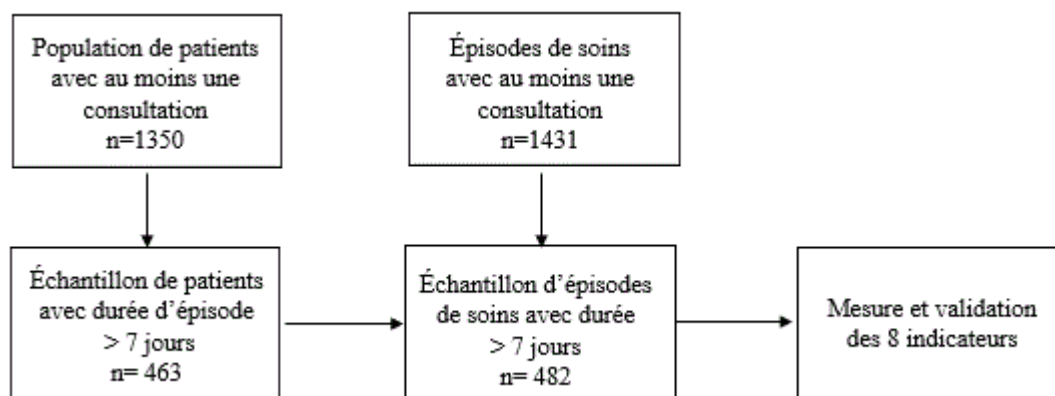 Population de patients
avec au moins une
consultation
n=1350
Épisodes de soins
avec au moins une
consultation
n=1431
Échantillon de patients
avec durée d’épisode
> 7 jours
n= 463
Échantillon d’épisodes
de soins avec durée
> 7 jours
n= 482
Mesure et validation
des 8 indicateurs